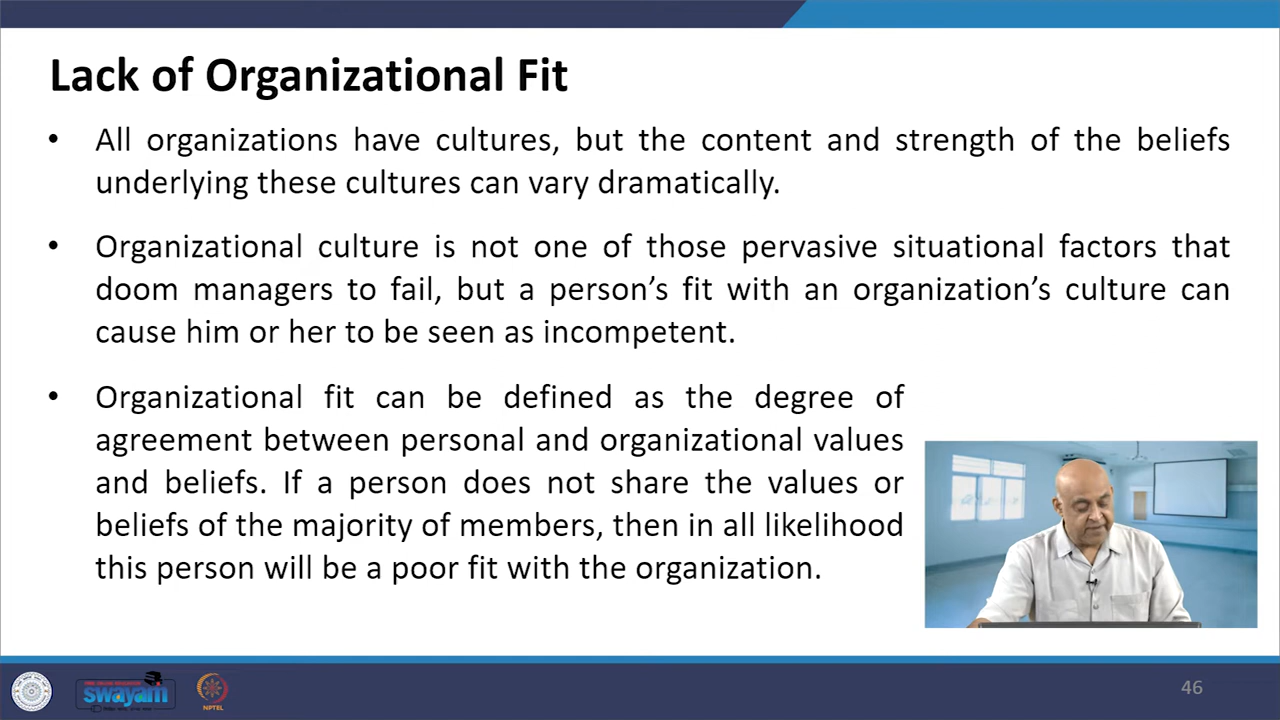 Lack of Organizational Fit
• All organizations have cultures, but the content and strength of the beliefs
underlying these cultures can vary dramatically.
• Organizational culture is not one of those pervasive situational factors that
doom managers to fail, but a person's fit with an organization's culture can
cause him or her to be seen as incompetent.
• Organizational fit can be defined as the degree of
agreement between personal and organizational values
and beliefs. If a person does not share the values or
beliefs of the majority of members, then in all likelihood
this person will be a poor fit with the organization.
swayam
NPTEL
46